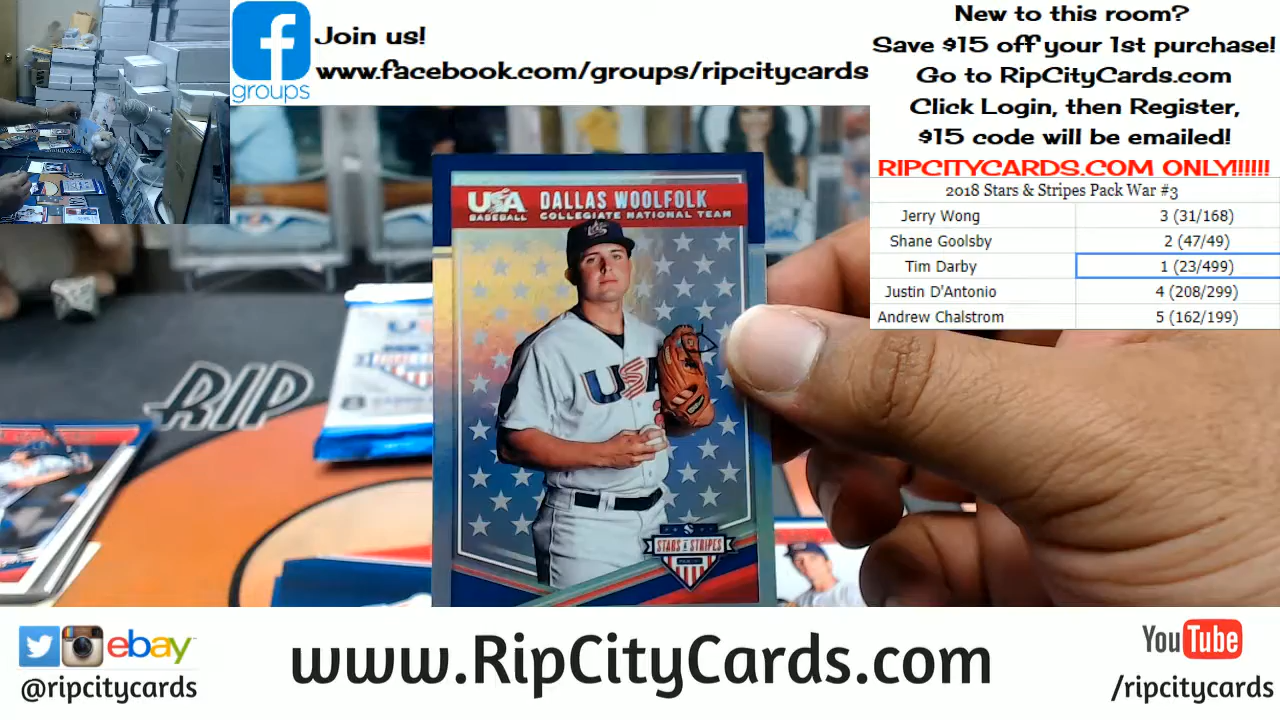 f
groups
Join us!
www.facebook.com/groups/ripcitycards
New to this room?
Save $15 off your 1st purchase!
Go to RipCityCards.com
Click Login, then Register,
$15 code will be emailed!
RIPCITYCARDS.COM ONLY!!!!!!
2018 Stars & Stripes Pack War #3
Jerry Wong 3 (31/168)
Shane Goolsby 2 (47/49)
Tim Darby 1 (23/499)
Justin D'Antonio 4 (208/299)
Andrew Chalstrom 5 (162/199)
USA BASEBALL
DALLAS WOOLFOLK
COLLEGIATE NATIONAL TEAM
USA
STARS & STRIPES
RIP
ebay
@ripcitycards
www.RipCityCards.com
YouTube
/ripcitycards